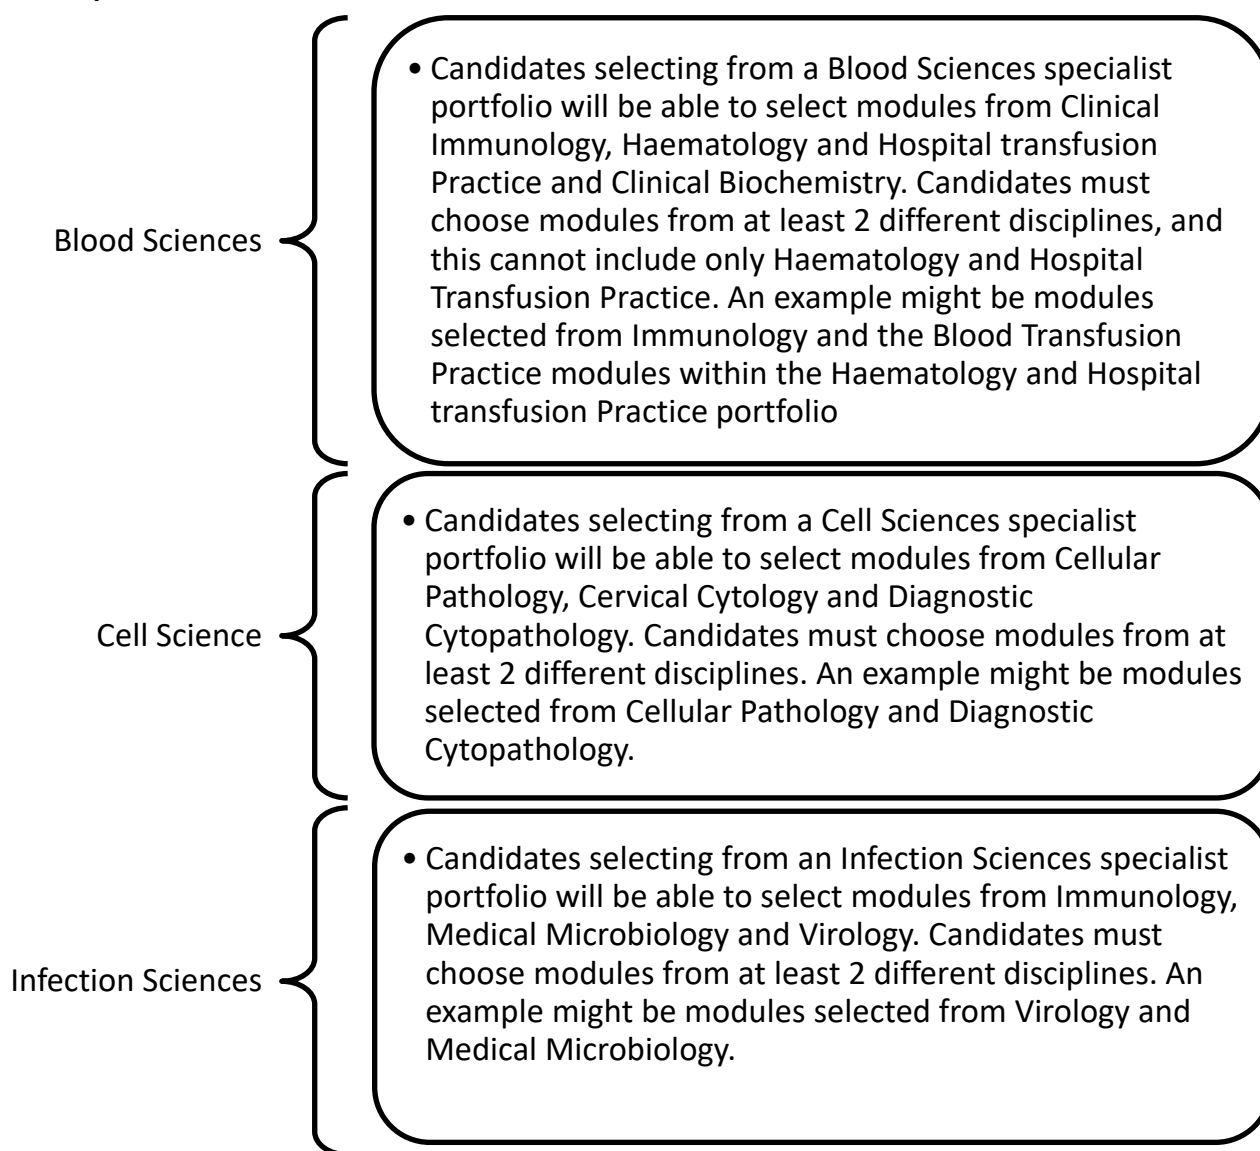 Blood Sciences
• Candidates selecting from a Blood Sciences specialist
portfolio will be able to select modules from Clinical
Immunology, Haematology and Hospital transfusion
Practice and Clinical Biochemistry. Candidates must
choose modules from at least 2 different disciplines, and
this cannot include only Haematology and Hospital
Transfusion Practice. An example might be modules
selected from Immunology and the Blood Transfusion
Practice modules within the Haematology and Hospital
transfusion Practice portfolio
Cell Science
• Candidates selecting from a Cell Sciences specialist
portfolio will be able to select modules from Cellular
Pathology, Cervical Cytology and Diagnostic
Cytopathology. Candidates must choose modules from at
least 2 different disciplines. An example might be modules
selected from Cellular Pathology and Diagnostic
Cytopathology.
Infection Sciences
• Candidates selecting from an Infection Sciences specialist
portfolio will be able to select modules from Immunology,
Medical Microbiology and Virology. Candidates must
choose modules from at least 2 different disciplines. An
example might be modules selected from Virology and
Medical Microbiology.